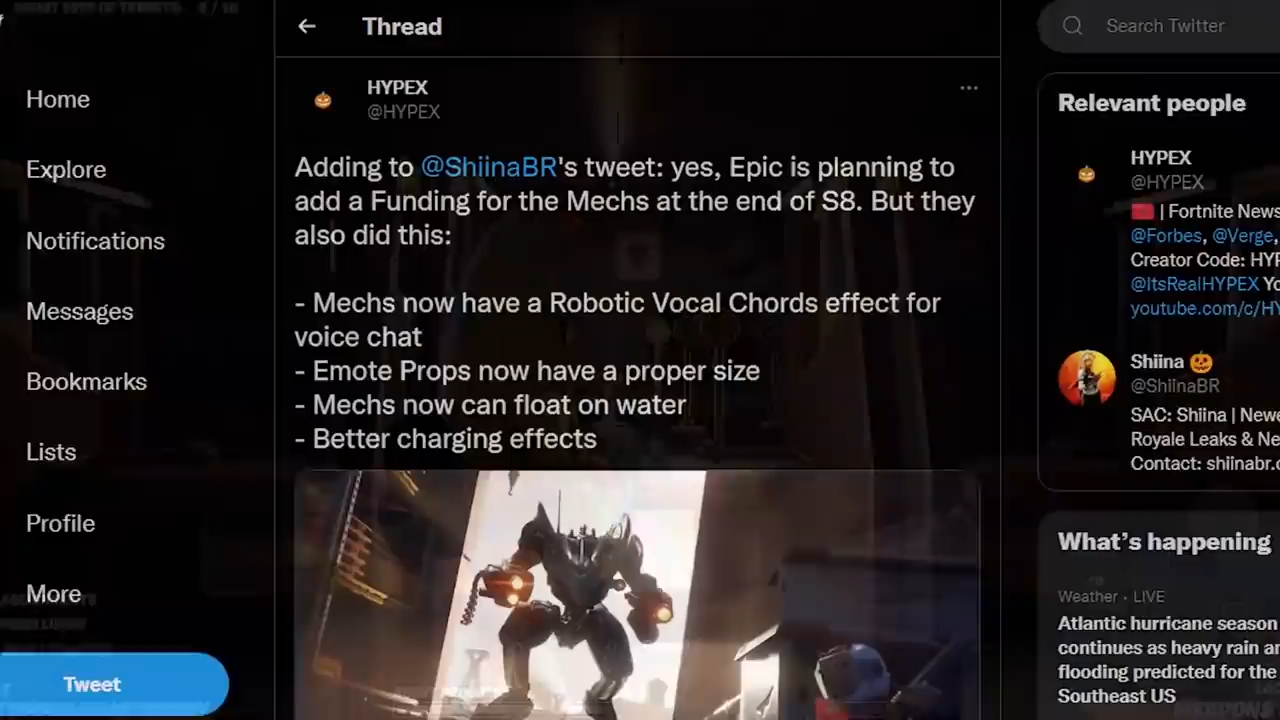 Thread
Search Twitter
Home
Explore
Notifications
Messages
Bookmarks
Lists
Profile
More
Tweet
HYPEX
@HYPEX
Adding to @ShiinaBR's tweet: yes, Epic is planning to
add a Funding for the Mechs at the end of S8. But they
also did this:
- Mechs now have a Robotic Vocal Chords effect for
voice chat
- Emote Props now have a proper size
- Mechs now can float on water
- Better charging effects
Relevant people
HYPEX
@HYPEX
| Fortnite News
@Forbes, @Verge,
Creator Code: HYP
@ItsRealHYPEX Yo
youtube.com/c/HY
Shiina
@ShiinaBR
SAC: Shiina | News
Royale Leaks & Ne
Contact: shiinabr.c
What's happening
Weather · LIVE
Atlantic hurricane season
continues as heavy rain an
flooding predicted for the
Southeast US